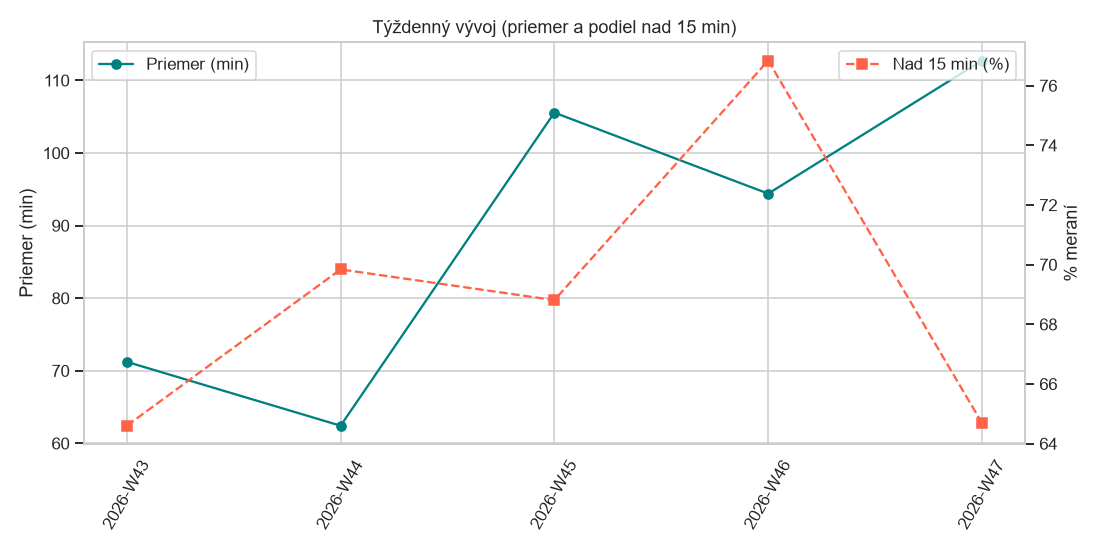 Týždenný vývoj (priemer a podiel nad 15 min)
Priemer (min)
Nad 15 min (%)
Priemer (min)
110
100
90
80
70
60
% meraní
76
74
72
70
68
66
64
2026-W43
2026-W44
2026-W45
2026-W46
2026-W47